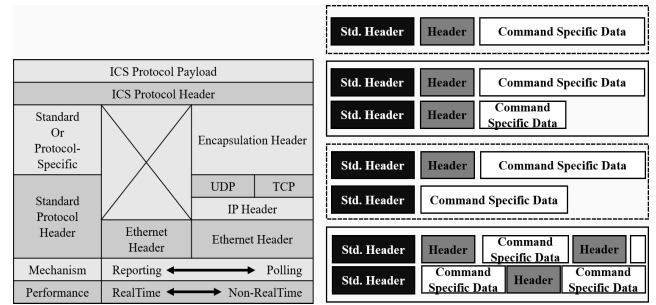 ICS Protocol Payload
ICS Protocol Header
Standard
Or
Protocol-
Specific
Encapsulation Header
UDP TCP
Standard
Protocol
Header
IP Header
Ethernet
Header
Ethernet Header
Mechanism Reporting Polling
Performance RealTime Non-RealTime
Std. Header Header Command Specific Data
Std. Header Header Command Specific Data
Std. Header Header Command
Specific Data
Std. Header Header Command Specific Data
Std. Header Command Specific Data
Std. Header Header Command
Specific Data Header
Std. Header Command
Specific Data Header Command
Specific Data